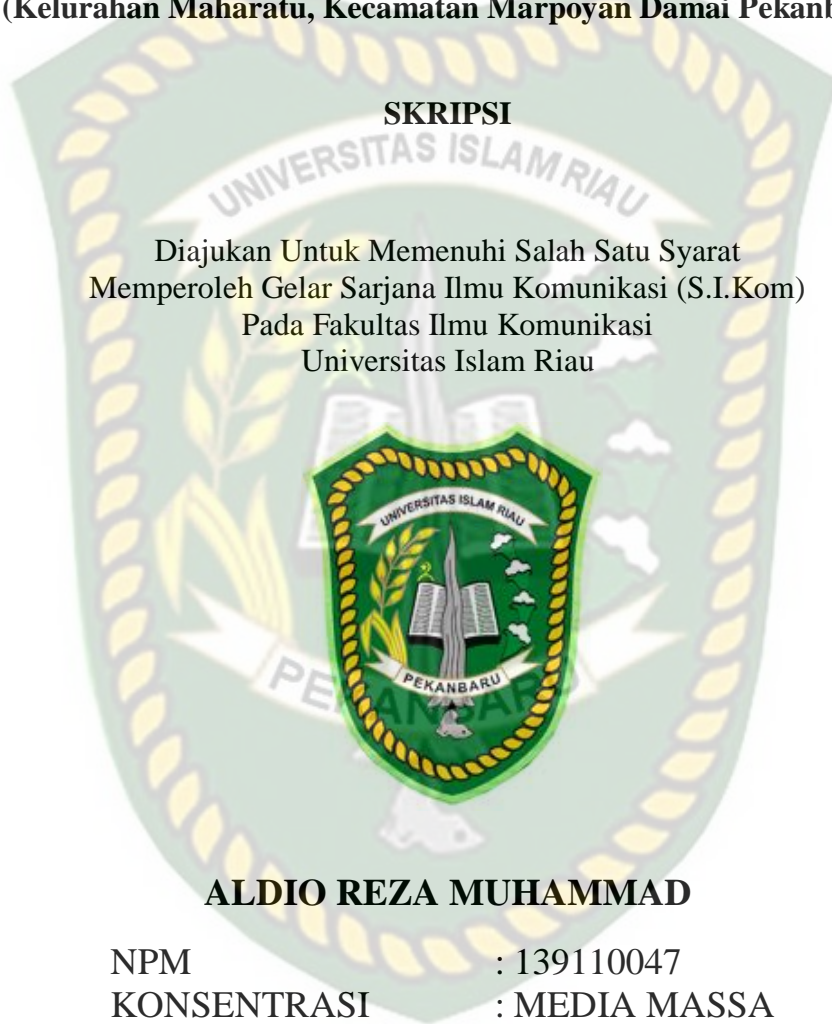 (Kelurahan Maharatu, Kecamatan Marpoyan Damai Pekanb
SKRIPSI
UNIVERSITAS ISLAM RIAU
Diajukan Untuk Memenuhi Salah Satu Syarat
Memperoleh Gelar Sarjana Ilmu Komunikasi (S.I.Kom)
Pada Fakultas Ilmu Komunikasi
Universitas Islam Riau
UNIVERSITAS ISLAM RIAU
PEKANBARU
PEKANBARU
ALDIO REZA MUHAMMAD
NPM : 139110047
KONSENTRASI : MEDIA MASSA